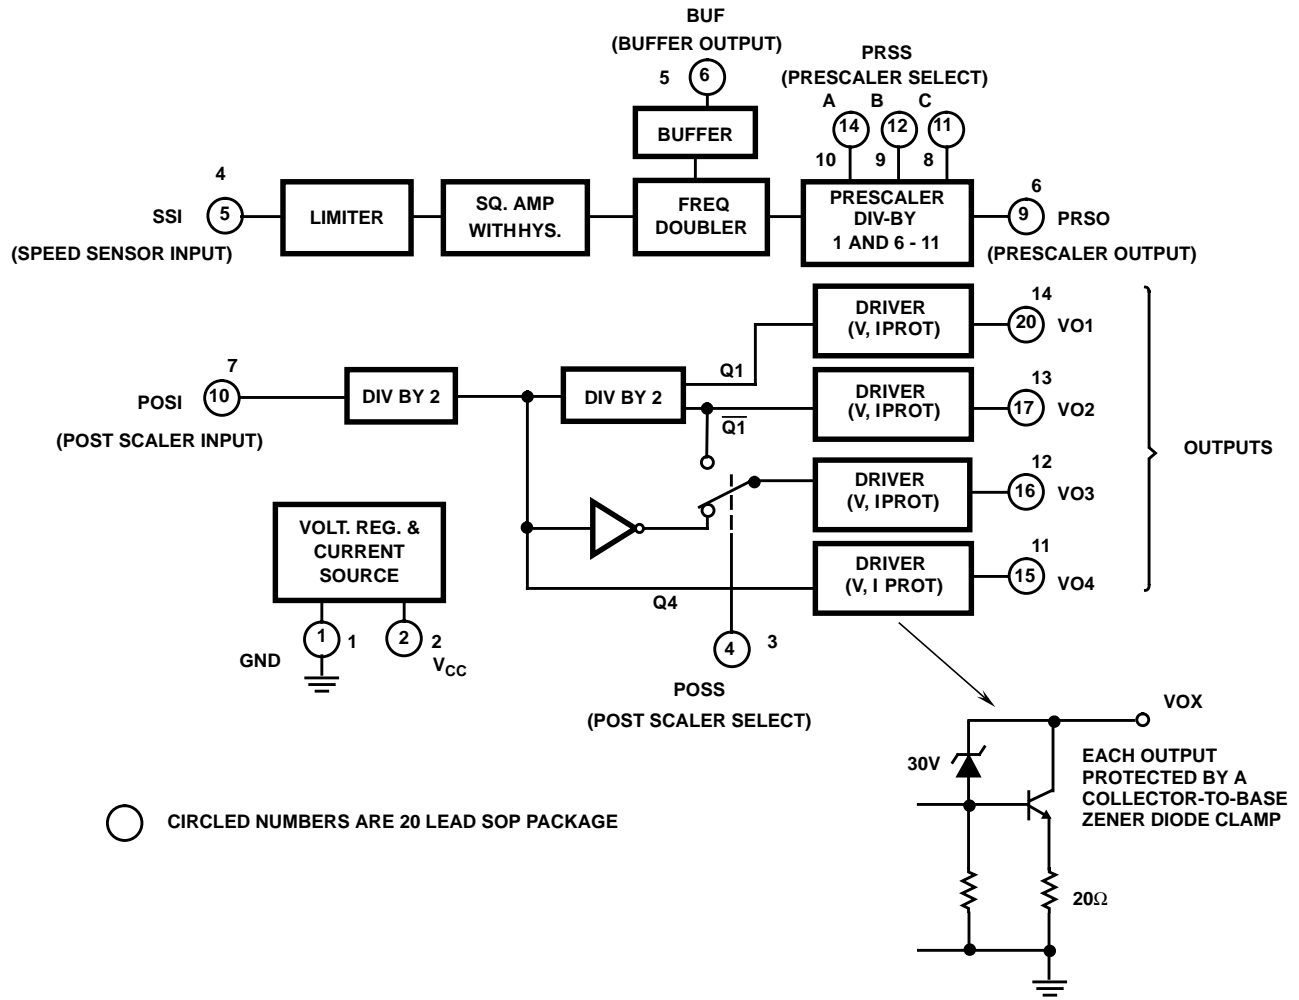 BUF
(BUFFER OUTPUT)
5 6
BUFFER
PRSS
(PRESCALER SELECT)
A B C
14 12 11
10 9 8
4
SSI 5
(SPEED SENSOR INPUT)
LIMITER
SQ. AMP
WITHHYS.
FREQ
DOUBLER
PRESCALER
DIV-BY
1 AND 6 - 11
6
9 PRSO
(PRESCALER OUTPUT)
7
POSI 10
(POST SCALER INPUT)
DIV BY 2
DIV BY 2
Q1
Q̅1̅
DRIVER
(V, IPROT)
14
20 VO1
DRIVER
(V, IPROT)
13
17 VO2
DRIVER
(V, IPROT)
12
16 VO3
DRIVER
(V, I PROT)
11
15 VO4
OUTPUTS
Q4
VOLT. REG. &
CURRENT
SOURCE
1 1
GND
2 2
VCC
4 3
POSS
(POST SCALER SELECT)
VOX
30V
EACH OUTPUT
PROTECTED BY A
COLLECTOR-TO-BASE
ZENER DIODE CLAMP
20Ω
CIRCLED NUMBERS ARE 20 LEAD SOP PACKAGE